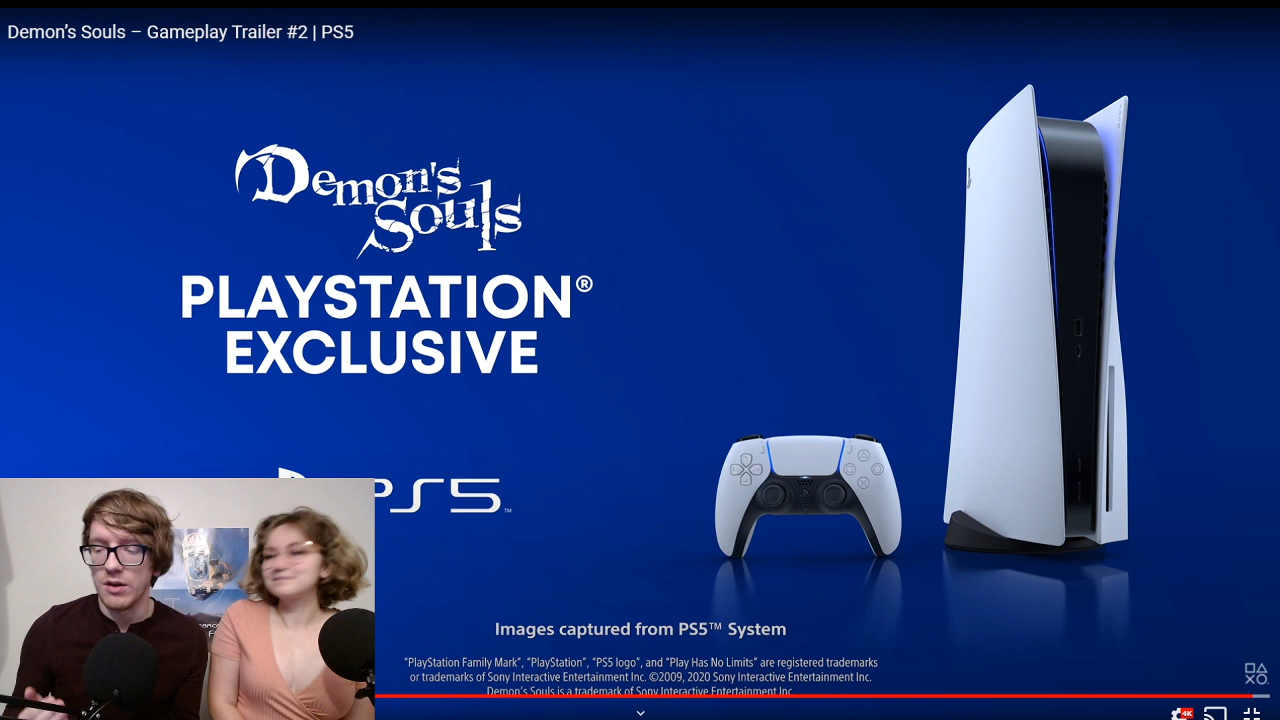 Demon's Souls – Gameplay Trailer #2 | PS5
Demon's
Souls
PLAYSTATION®
EXCLUSIVE
PS5™
Images captured from PS5™ System
"PlayStation Family Mark", "PlayStation", "PS5 logo", and "Play Has No Limits" are registered trademarks
or trademarks of Sony Interactive Entertainment Inc. ©2009, 2020 Sony Interactive Entertainment Inc.
Demon's Souls is a trademark of Sony Interactive Entertainment Inc.
4K